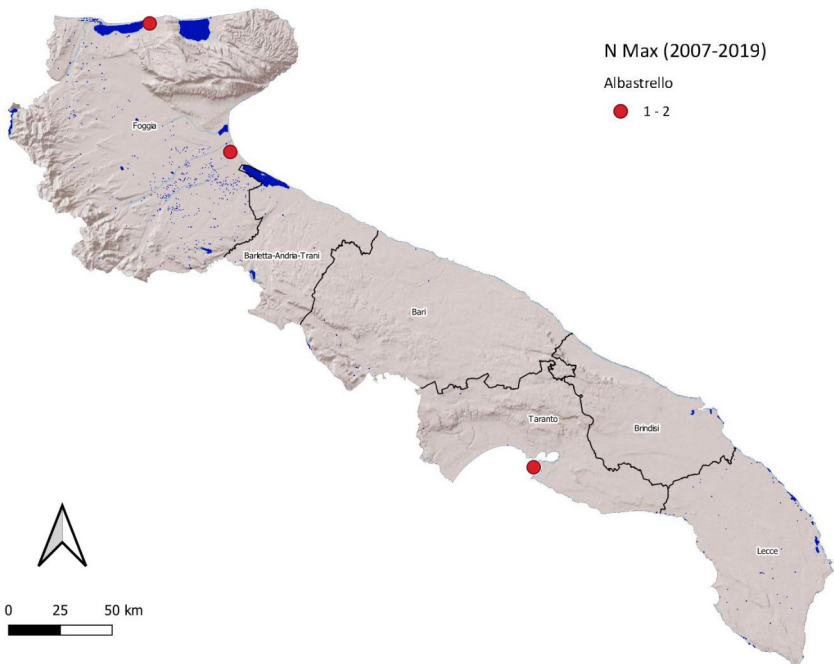 N Max (2007-2019)
Albastrello
1 - 2
Foggia
Barletta-Andria-Trani
Bari
Taranto
Brindisi
Lecce
0 25 50 km